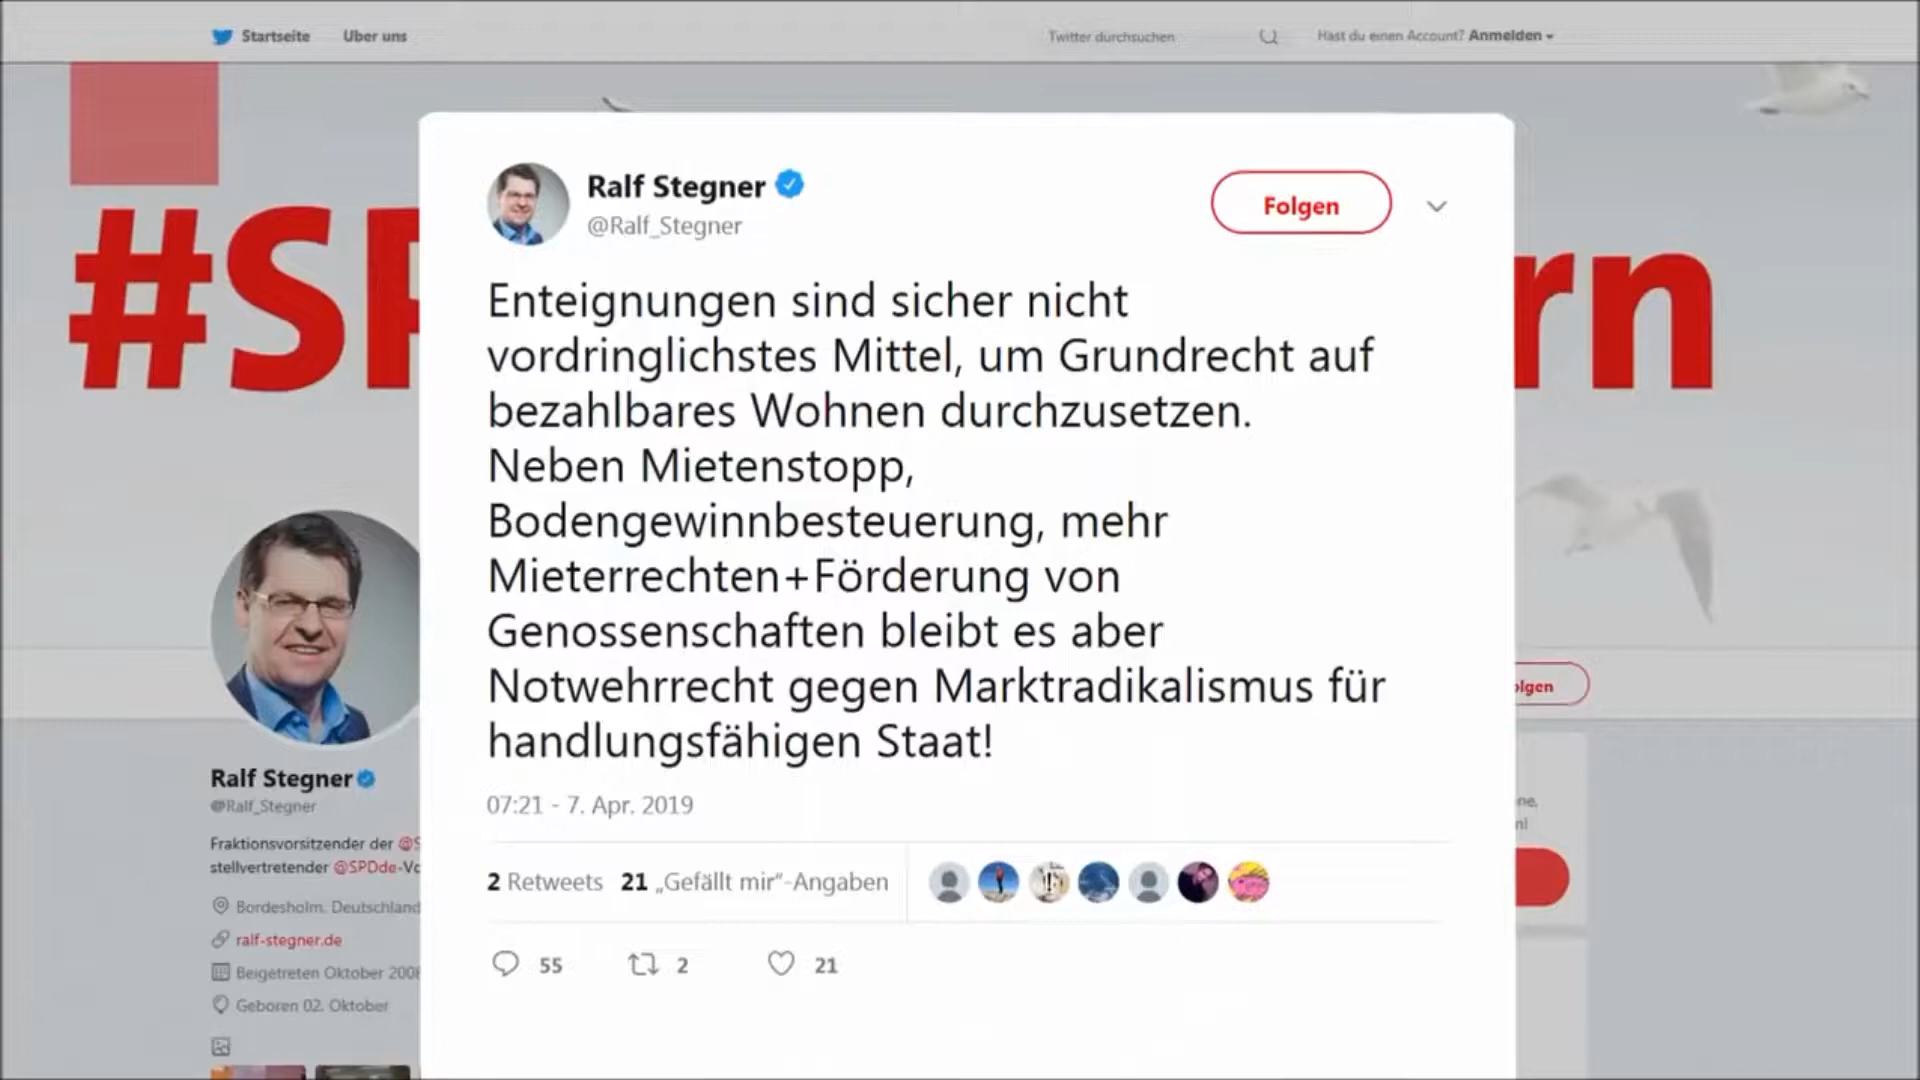 Startseite Über uns
Twitter durchsuchen
Hast du einen Account? Anmelden
#SP
rn
Ralf Stegner
@Ralf_Stegner
Folgen
Enteignungen sind sicher nicht
vordringlichstes Mittel, um Grundrecht auf
bezahlbares Wohnen durchzusetzen.
Neben Mietenstopp,
Bodengewinnbesteuerung, mehr
Mieterrechten+Förderung von
Genossenschaften bleibt es aber
Notwehrrecht gegen Marktradikalismus für
handlungsfähigen Staat!
07:21 - 7. Apr. 2019
2 Retweets 21 „Gefällt mir“-Angaben
55 2 21
Ralf Stegner
@Ralf_Stegner
Fraktionsvorsitzender der @S
stellvertretender @SPDde-Vo
Bordesholm, Deutschland
ralf-stegner.de
Beigetreten Oktober 2008
Geboren 02. Oktober
olgen